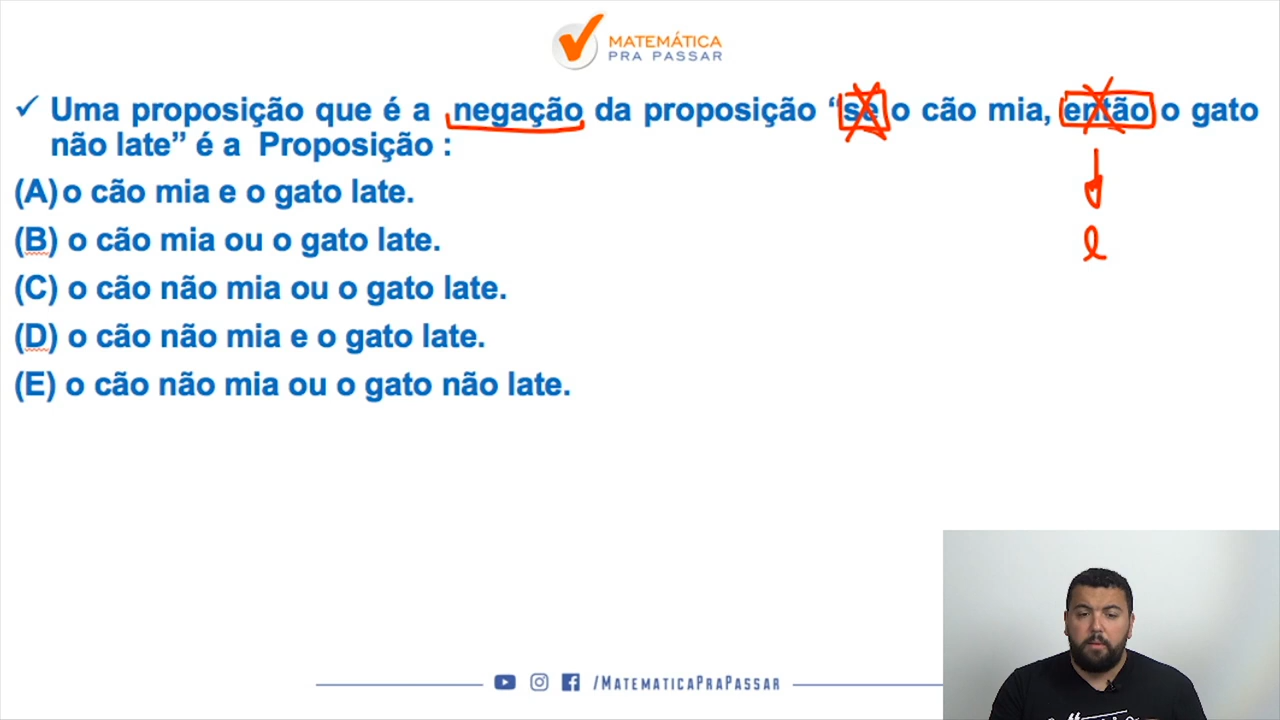 MATEMÁTICA
PRA PASSAR
✓ Uma proposição que é a negação da proposição “se o cão mia, então o gato
não late” é a Proposição :
e
(A) o cão mia e o gato late.
(B) o cão mia ou o gato late.
(C) o cão não mia ou o gato late.
(D) o cão não mia e o gato late.
(E) o cão não mia ou o gato não late.
/MATEMATICAPRAPASSAR